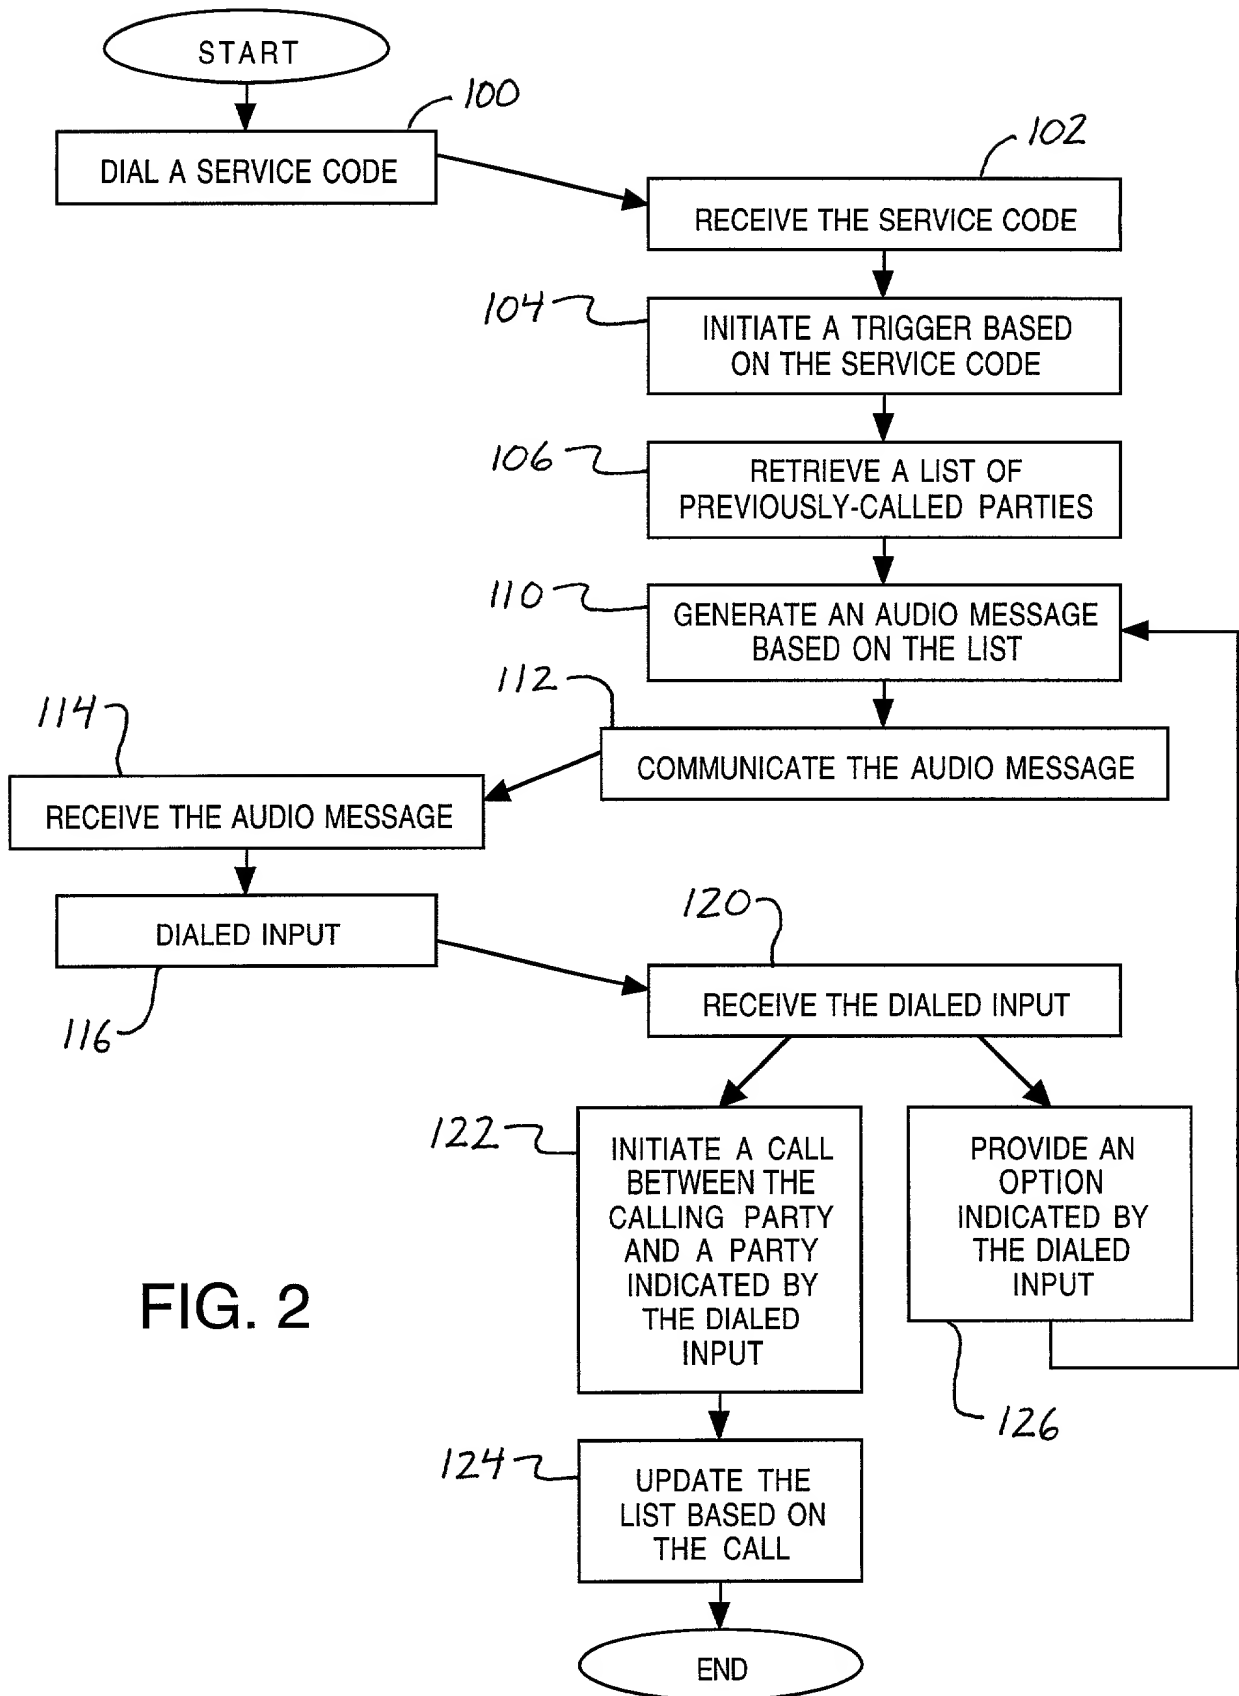 START
100
DIAL A SERVICE CODE
102
RECEIVE THE SERVICE CODE
104
INITIATE A TRIGGER BASED
ON THE SERVICE CODE
106
RETRIEVE A LIST OF
PREVIOUSLY-CALLED PARTIES
110
GENERATE AN AUDIO MESSAGE
BASED ON THE LIST
112
COMMUNICATE THE AUDIO MESSAGE
114
RECEIVE THE AUDIO MESSAGE
DIALED INPUT
116
120
RECEIVE THE DIALED INPUT
122
INITIATE A CALL
BETWEEN THE
CALLING PARTY
AND A PARTY
INDICATED BY
THE DIALED
INPUT
PROVIDE AN
OPTION
INDICATED BY
THE DIALED
INPUT
126
FIG. 2
124
UPDATE THE
LIST BASED ON
THE CALL
END